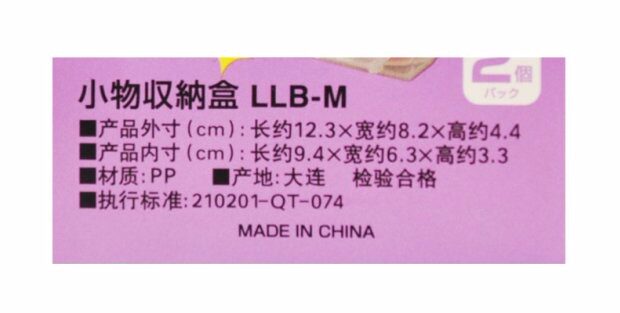 2個
パック
小物収納盒 LLB-M
■产品外寸(cm):长约12.3×宽约8.2×高约4.4
■产品内寸(cm):长约9.4×宽约6.3×高约3.3
■材质:PP ■产地:大连 检验合格
■执行标准:210201-QT-074
MADE IN CHINA